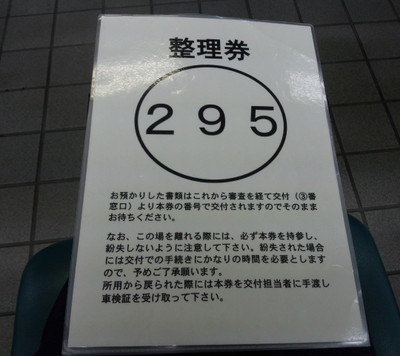 整理券
２９５
お預かりした書類はこれから審査を経て交付（③番
窓口）より本券の番号で交付されますのでそのまま
お待ちください。
なお、この場を離れる際には、必ず本券を持参し、
紛失しないように注意して下さい。紛失された場合
には交付での手続きにかなりの時間を必要としますの
で、予めご了承願います。
所用から戻られた際には本券を交付担当者に手渡し
車検証を受け取って下さい。